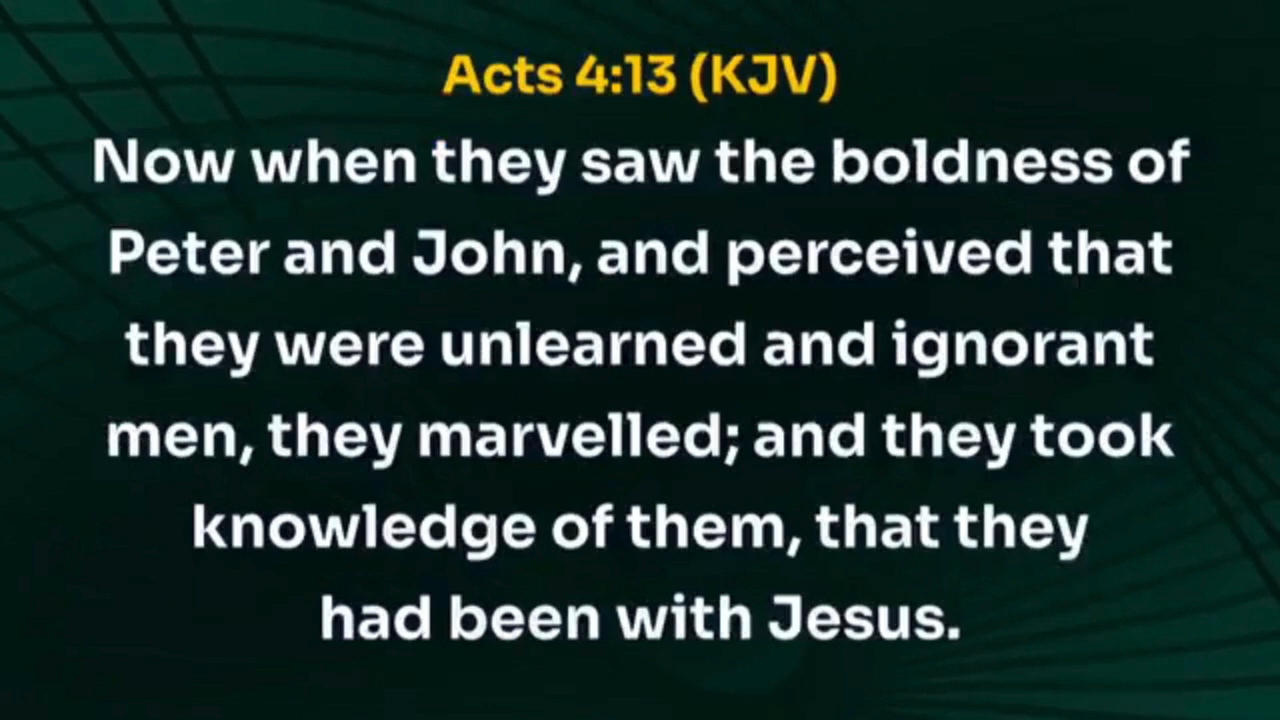 Acts 4:13 (KJV)
Now when they saw the boldness of
Peter and John, and perceived that
they were unlearned and ignorant
men, they marvelled; and they took
knowledge of them, that they
had been with Jesus.